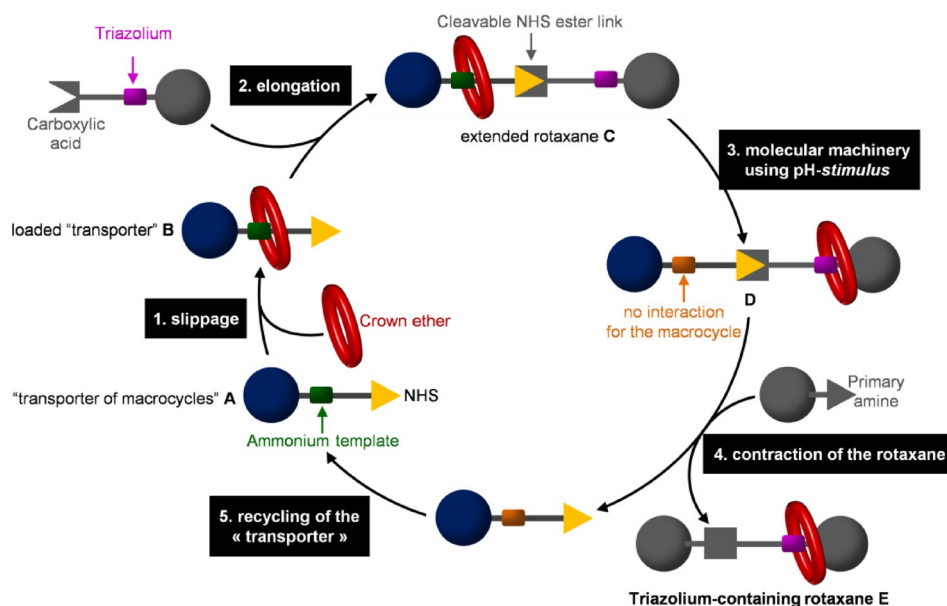 Triazolium
Carboxylic
acid
2. elongation
Cleavable NHS ester link
extended rotaxane C
3. molecular machinery
using pH-stimulus
loaded "transporter" B
1. slippage
Crown ether
"transporter of macrocycles" A
NHS
Ammonium template
no interaction
for the macrocycle
D
Primary
amine
4. contraction of the rotaxane
5. recycling of the
« transporter »
Triazolium-containing rotaxane E